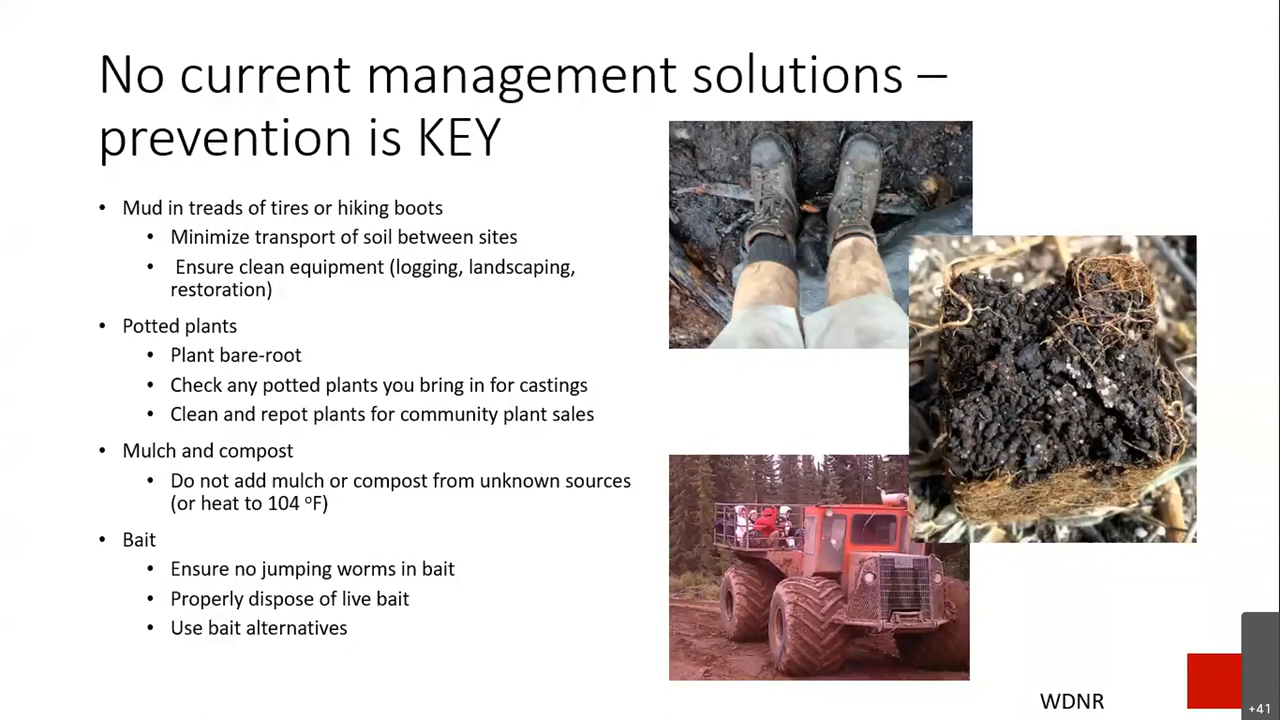 No current management solutions –
prevention is KEY
• Mud in treads of tires or hiking boots
• Minimize transport of soil between sites
• Ensure clean equipment (logging, landscaping,
restoration)
• Potted plants
• Plant bare-root
• Check any potted plants you bring in for castings
• Clean and repot plants for community plant sales
• Mulch and compost
• Do not add mulch or compost from unknown sources
(or heat to 104 ºF)
• Bait
• Ensure no jumping worms in bait
• Properly dispose of live bait
• Use bait alternatives
WDNR
+41